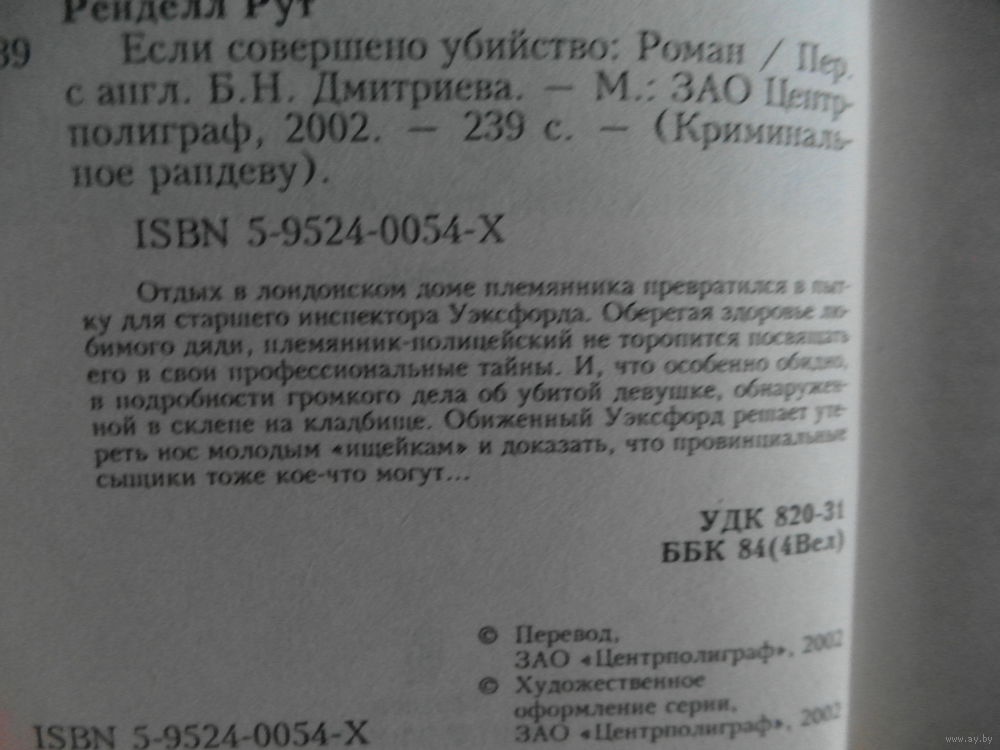 Ренделл Рут
39
Если совершено убийство: Роман / Пер.
с англ. Б.Н. Дмитриева. — М.: ЗАО Центр-
полиграф, 2002. — 239 с. — (Криминаль-
ное рандеву).
ISBN 5-9524-0054-X
Отдых в лондонском доме племянника превратился в пыт-
ку для старшего инспектора Уэксфорда. Оберегая здоровье лю-
бимого дяди, племянник-полицейский не торопится посвящать
его в свои профессиональные тайны. И, что особенно обидно,
в подробности громкого дела об убитой девушке, обнаружен-
ной в склепе на кладбище. Обиженный Уэксфорд решает уте-
реть нос молодым «ищейкам» и доказать, что провинциальные
сыщики тоже кое-что могут...
УДК 820-31
ББК 84(4Вел)
© Перевод,
ЗАО «Центрполиграф», 2002
© Художественное
оформление серии,
ЗАО «Центрполиграф», 2002
ISBN 5-9524-0054-X
www.ay.by